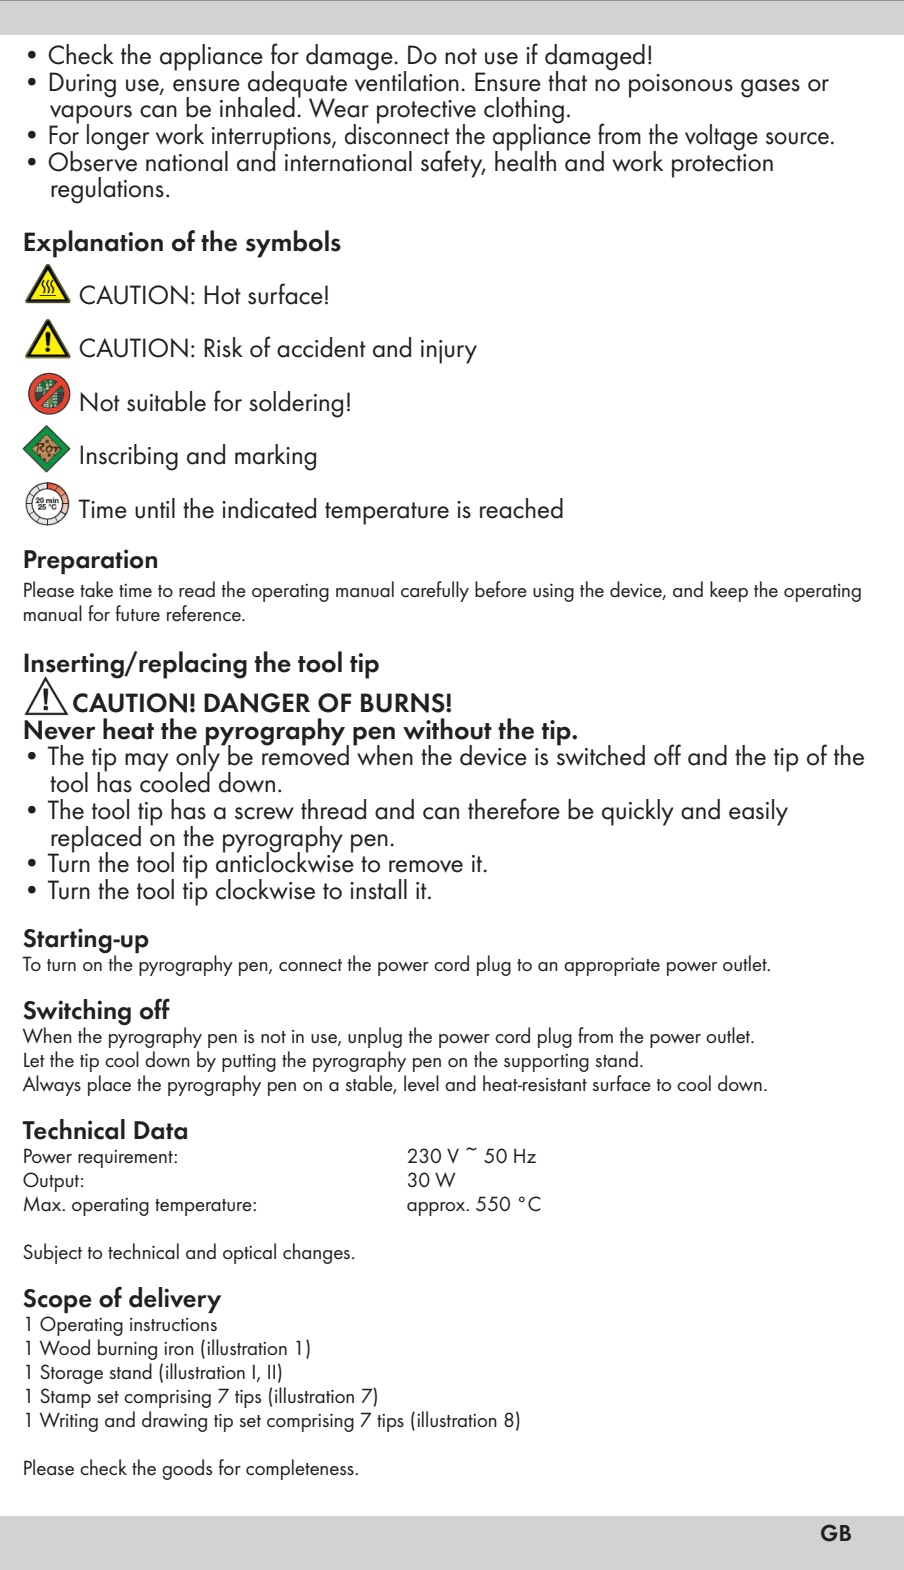 • Check the appliance for damage. Do not use if damaged!
• During use, ensure adequate ventilation. Ensure that no poisonous gases or
vapours can be inhaled. Wear protective clothing.
• For longer work interruptions, disconnect the appliance from the voltage source.
• Observe national and international safety, health and work protection
regulations.
Explanation of the symbols
CAUTION: Hot surface!
CAUTION: Risk of accident and injury
Not suitable for soldering!
Inscribing and marking
20 min
25 °C
Time until the indicated temperature is reached
Preparation
Please take time to read the operating manual carefully before using the device, and keep the operating
manual for future reference.
Inserting/replacing the tool tip
CAUTION! DANGER OF BURNS!
Never heat the pyrography pen without the tip.
• The tip may only be removed when the device is switched off and the tip of the
tool has cooled down.
• The tool tip has a screw thread and can therefore be quickly and easily
replaced on the pyrography pen.
• Turn the tool tip anticlockwise to remove it.
• Turn the tool tip clockwise to install it.
Starting-up
To turn on the pyrography pen, connect the power cord plug to an appropriate power outlet.
Switching off
When the pyrography pen is not in use, unplug the power cord plug from the power outlet.
Let the tip cool down by putting the pyrography pen on the supporting stand.
Always place the pyrography pen on a stable, level and heat-resistant surface to cool down.
Technical Data
Power requirement: 230 V ~ 50 Hz
Output: 30 W
Max. operating temperature: approx. 550 °C
Subject to technical and optical changes.
Scope of delivery
1 Operating instructions
1 Wood burning iron (illustration 1)
1 Storage stand (illustration I, II)
1 Stamp set comprising 7 tips (illustration 7)
1 Writing and drawing tip set comprising 7 tips (illustration 8)
Please check the goods for completeness.
GB